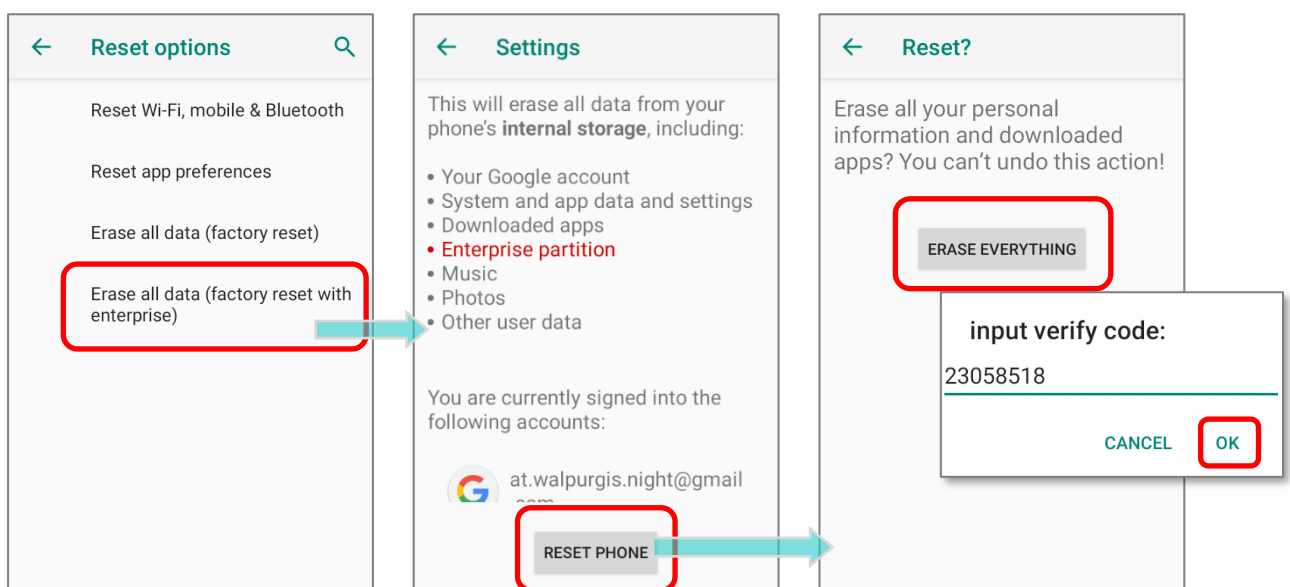 Reset options
Reset Wi-Fi, mobile & Bluetooth
Reset app preferences
Erase all data (factory reset)
Erase all data (factory reset with
enterprise)
Settings
This will erase all data from your
phone's internal storage, including:
• Your Google account
• System and app data and settings
• Downloaded apps
• Enterprise partition
• Music
• Photos
• Other user data
You are currently signed into the
following accounts:
at.walpurgis.night@gmail
.com
RESET PHONE
Reset?
Erase all your personal
information and downloaded
apps? You can't undo this action!
ERASE EVERYTHING
input verify code:
23058518
CANCEL OK